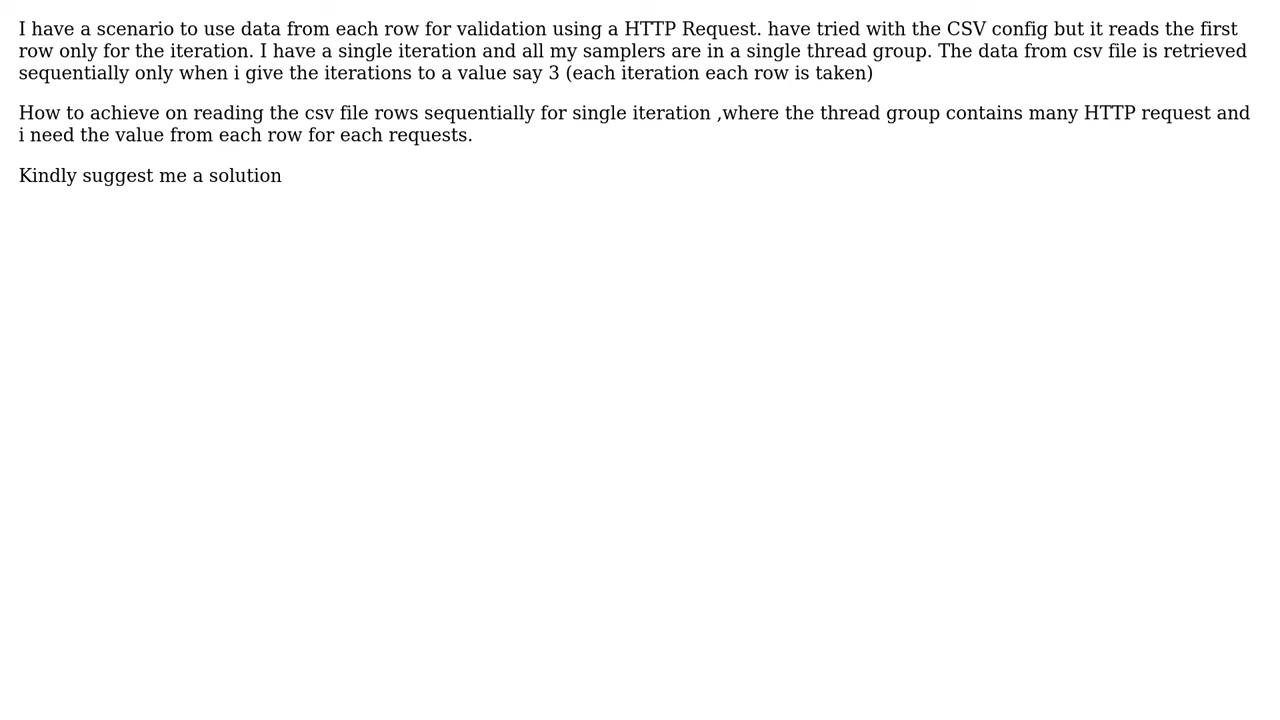 I have a scenario to use data from each row for validation using a HTTP Request. have tried with the CSV config but it reads the first
row only for the iteration. I have a single iteration and all my samplers are in a single thread group. The data from csv file is retrieved
sequentially only when i give the iterations to a value say 3 (each iteration each row is taken)
How to achieve on reading the csv file rows sequentially for single iteration ,where the thread group contains many HTTP request and
i need the value from each row for each requests.
Kindly suggest me a solution